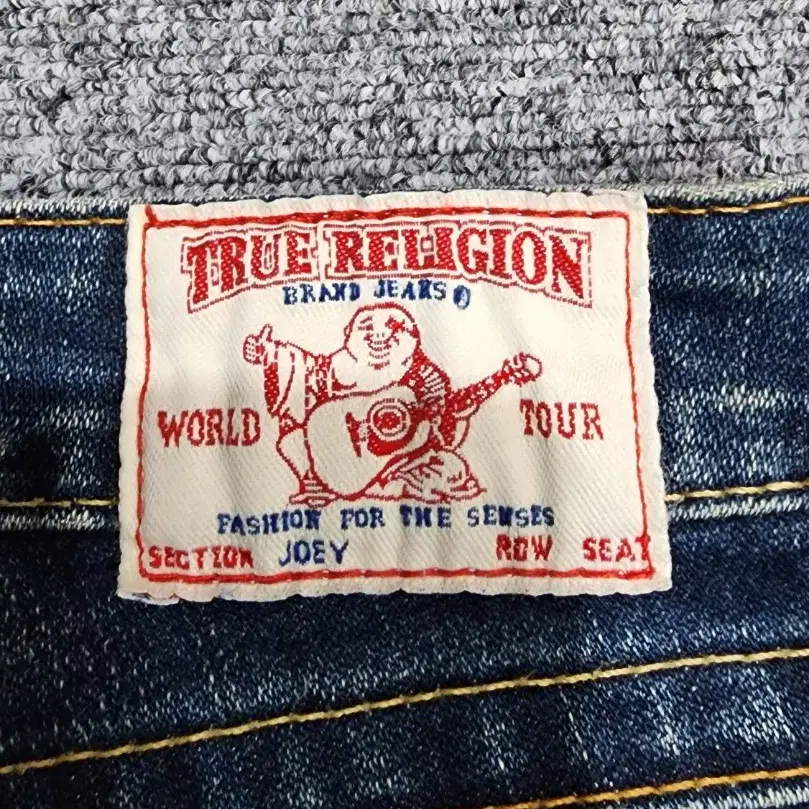 TRUE RELIGION
BRAND JEANS ®
WORLD TOUR
FASHION FOR THE SENSES
SECTION JOEY ROW SEAT